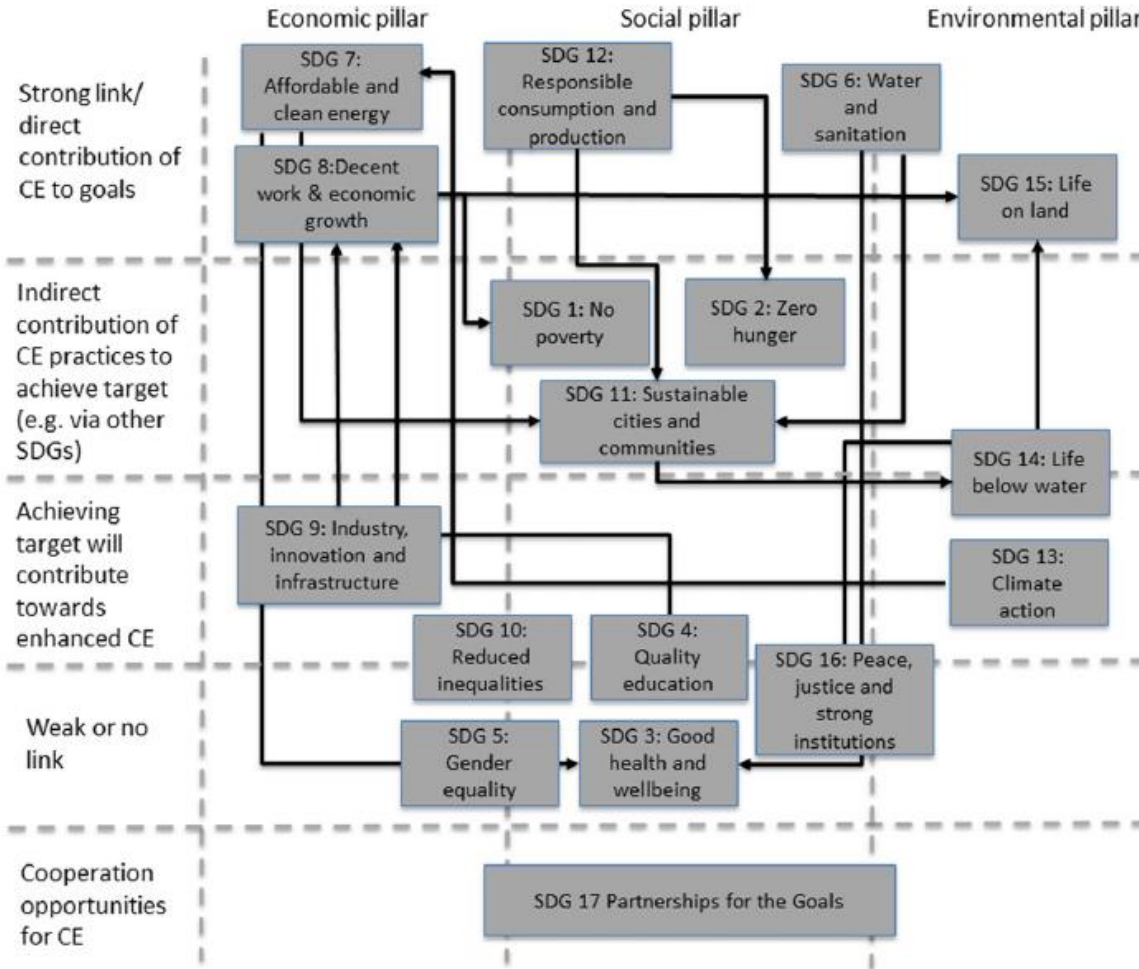 Economic pillar
Social pillar
Environmental pillar
Strong link/
direct
contribution of
CE to goals
SDG 7:
Affordable and
clean energy
SDG 12:
Responsible
consumption and
production
SDG 6: Water
and
sanitation
SDG 8:Decent
work & economic
growth
SDG 15: Life
on land
Indirect
contribution of
CE practices to
achieve target
(e.g. via other
SDGs)
SDG 1: No
poverty
SDG 2: Zero
hunger
SDG 11: Sustainable
cities and
communities
SDG 14: Life
below water
Achieving
target will
contribute
towards
enhanced CE
SDG 9: Industry,
innovation and
infrastructure
SDG 13:
Climate
action
SDG 10:
Reduced
inequalities
SDG 4:
Quality
education
SDG 16: Peace,
justice and
strong
institutions
Weak or no
link
SDG 5:
Gender
equality
SDG 3: Good
health and
wellbeing
Cooperation
opportunities
for CE
SDG 17 Partnerships for the Goals